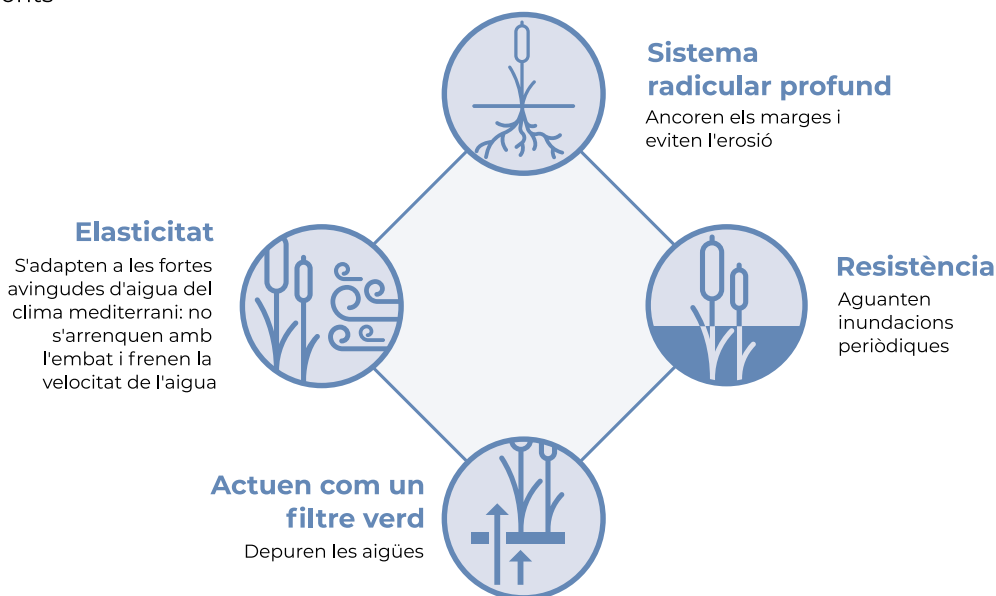 Sistema
radicular profund
Ancoren els marges i
eviten l'erosió
Elasticitat
S'adapten a les fortes
avingudes d'aigua del
clima mediterrani: no
s'arrenquen amb
l'embat i frenen la
velocitat de l'aigua
Resistència
Aguanten
inundacions
periòdiques
Actuen com un
filtre verd
Depuren les aigües